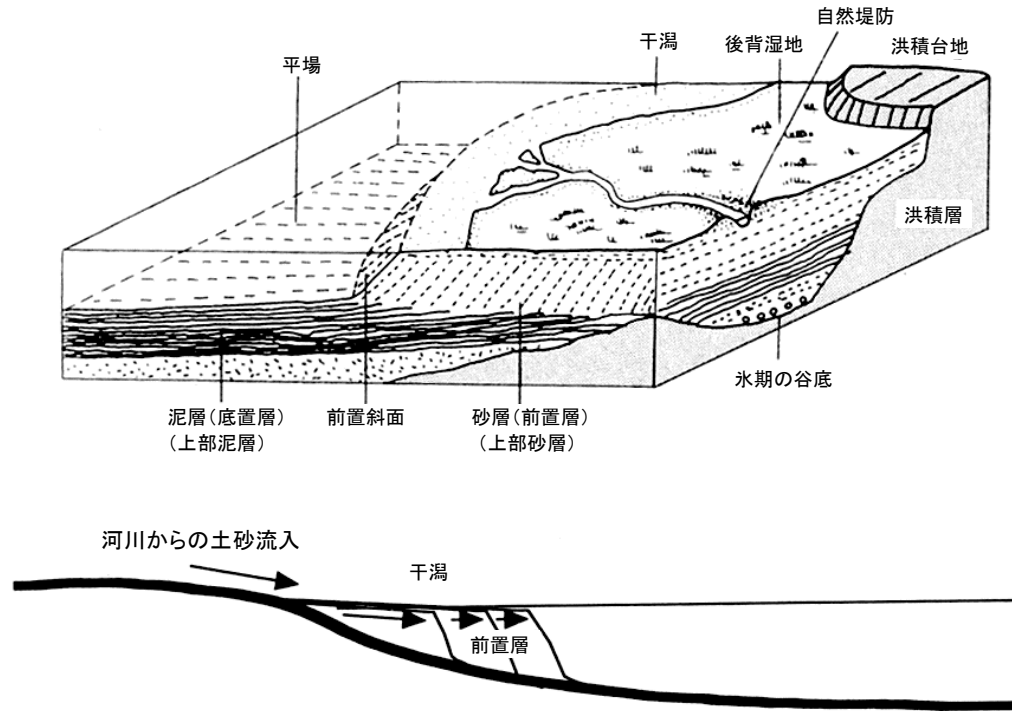 自然堤防
干潟
後背湿地
洪積台地
平場
洪積層
氷期の谷底
泥層(底置層)
(上部泥層)
前置斜面
砂層(前置層)
(上部砂層)
河川からの土砂流入
干潟
前置層